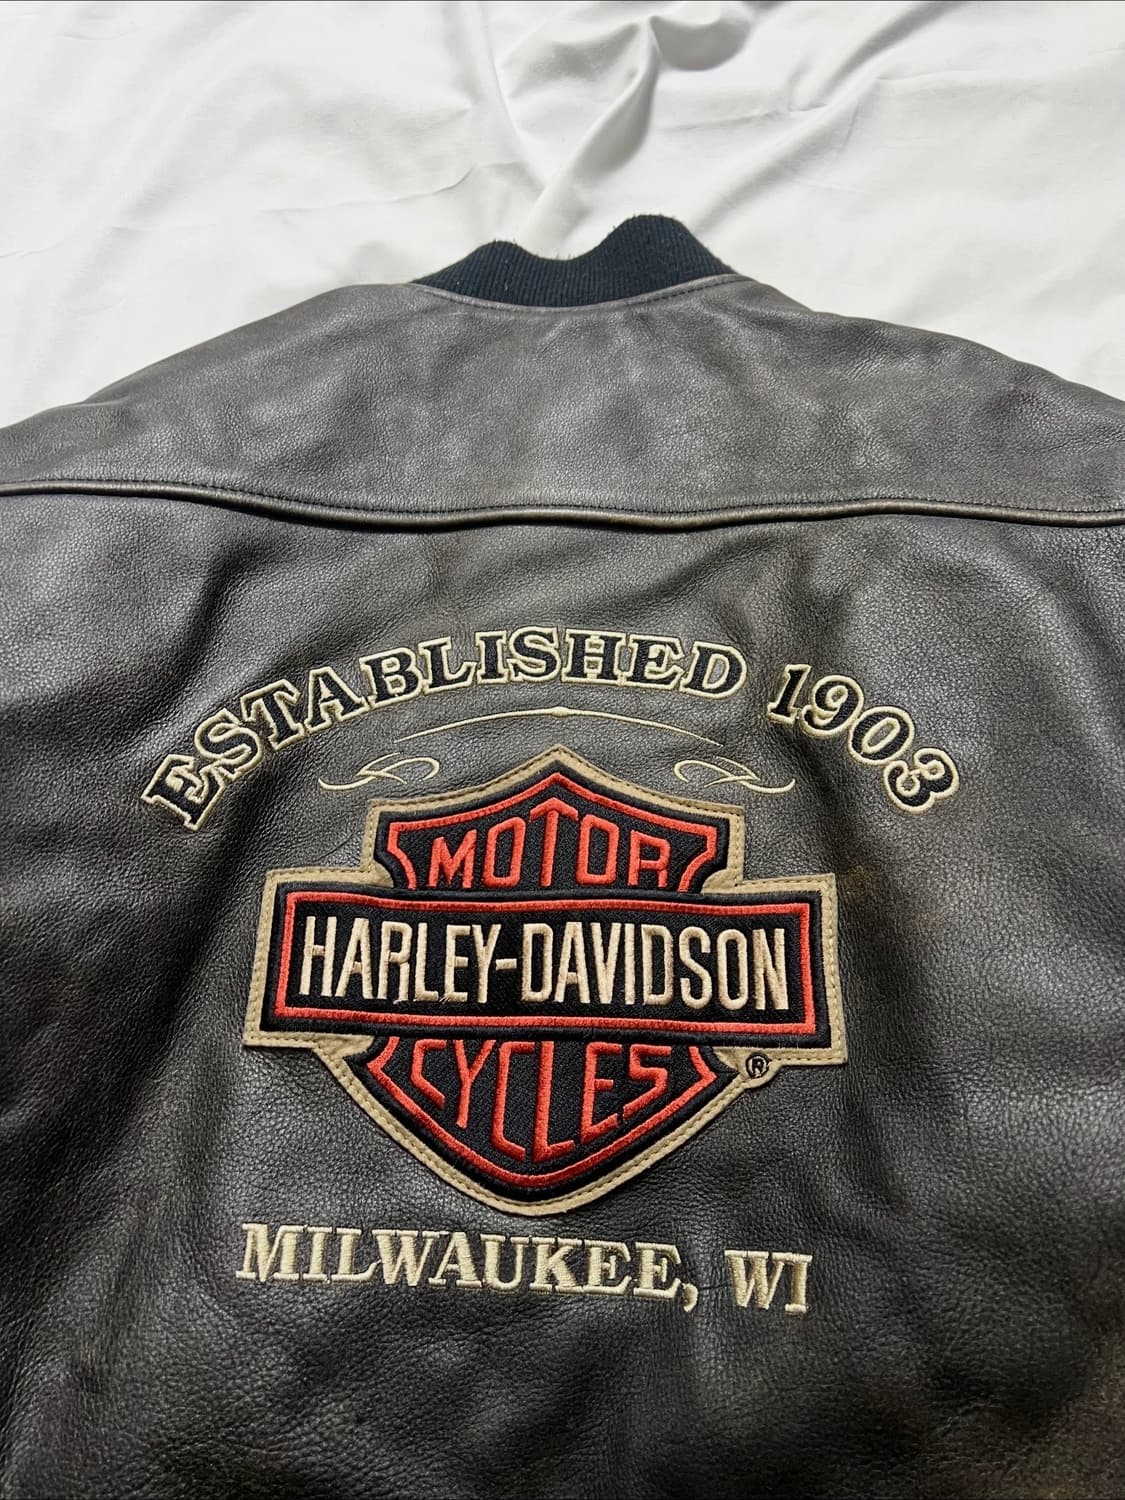 ESTABLISHED 1903
MOTOR
HARLEY-DAVIDSON
CYCLES
®
MILWAUKEE, WI